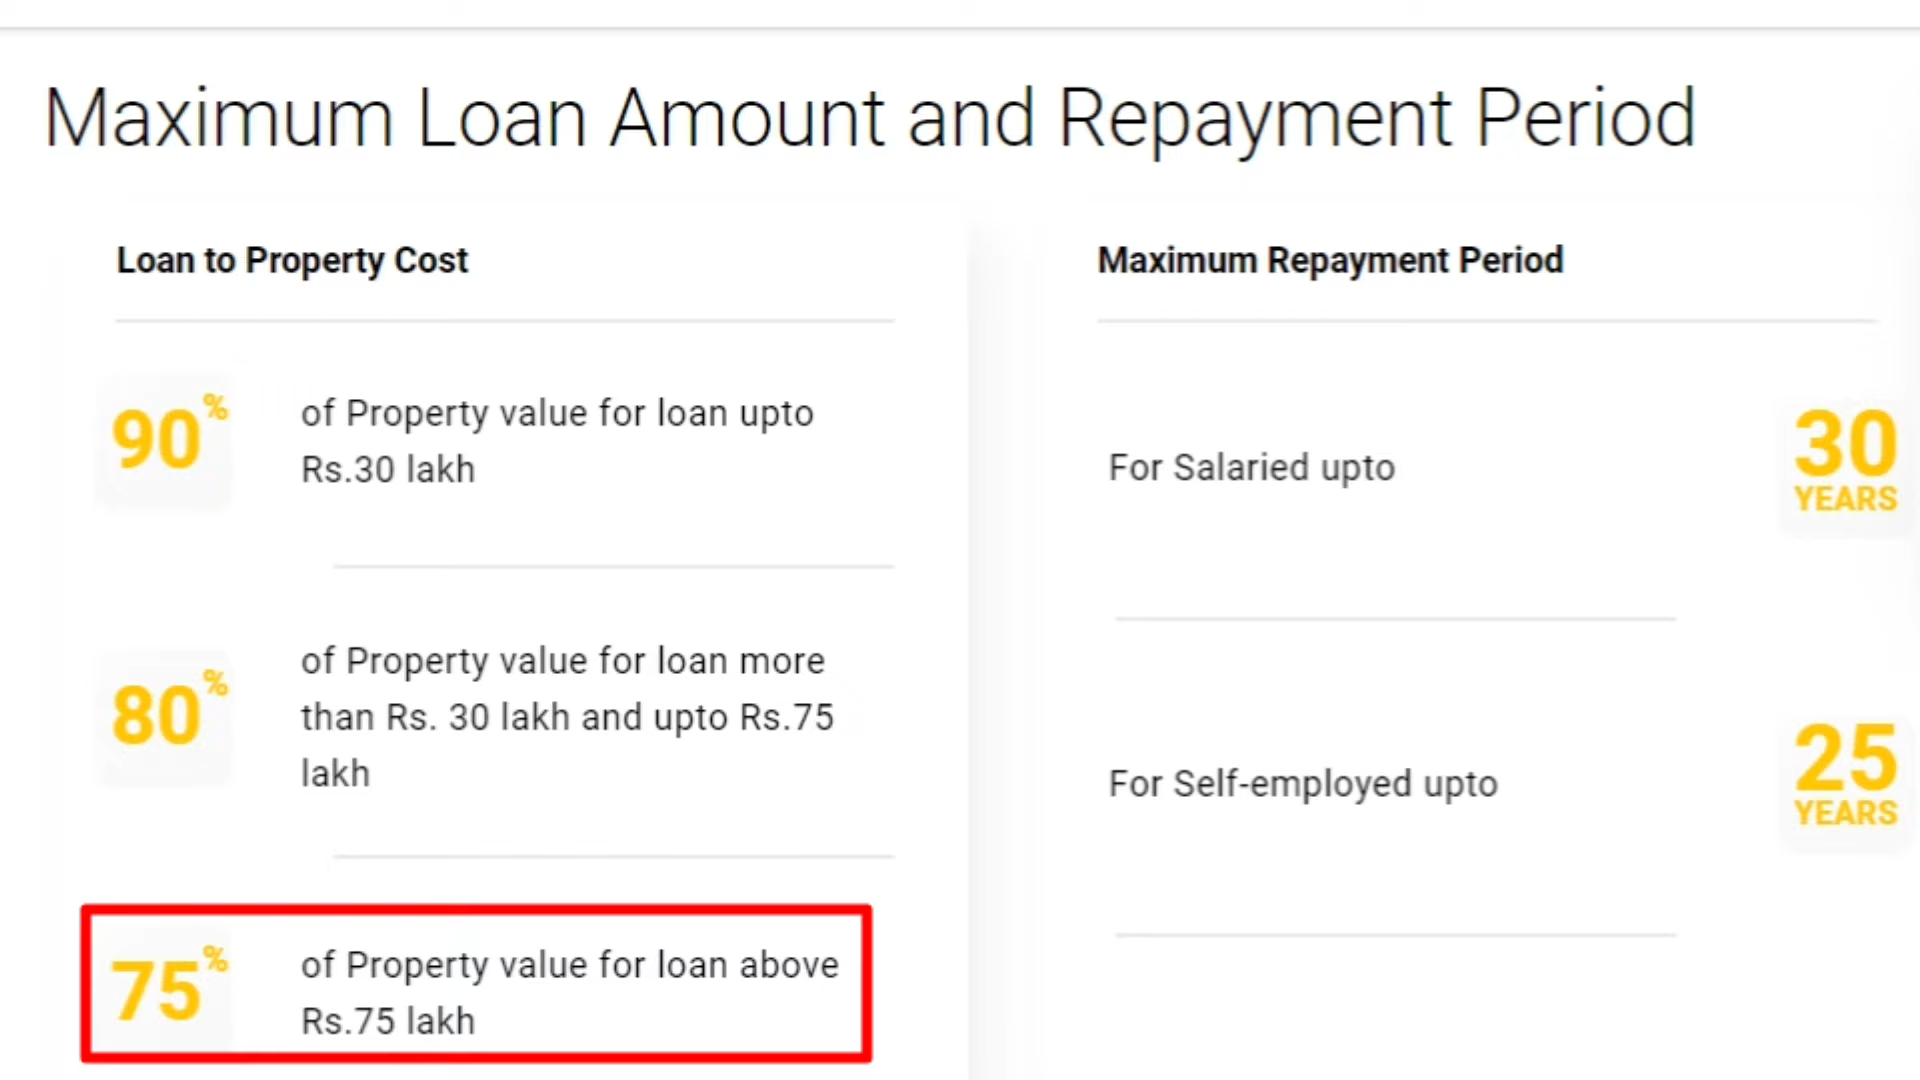 Maximum Loan Amount and Repayment Period
Loan to Property Cost
90%
of Property value for loan upto
Rs.30 lakh
80%
of Property value for loan more
than Rs. 30 lakh and upto Rs.75
lakh
75%
of Property value for loan above
Rs.75 lakh
Maximum Repayment Period
For Salaried upto
30
YEARS
For Self-employed upto
25
YEARS